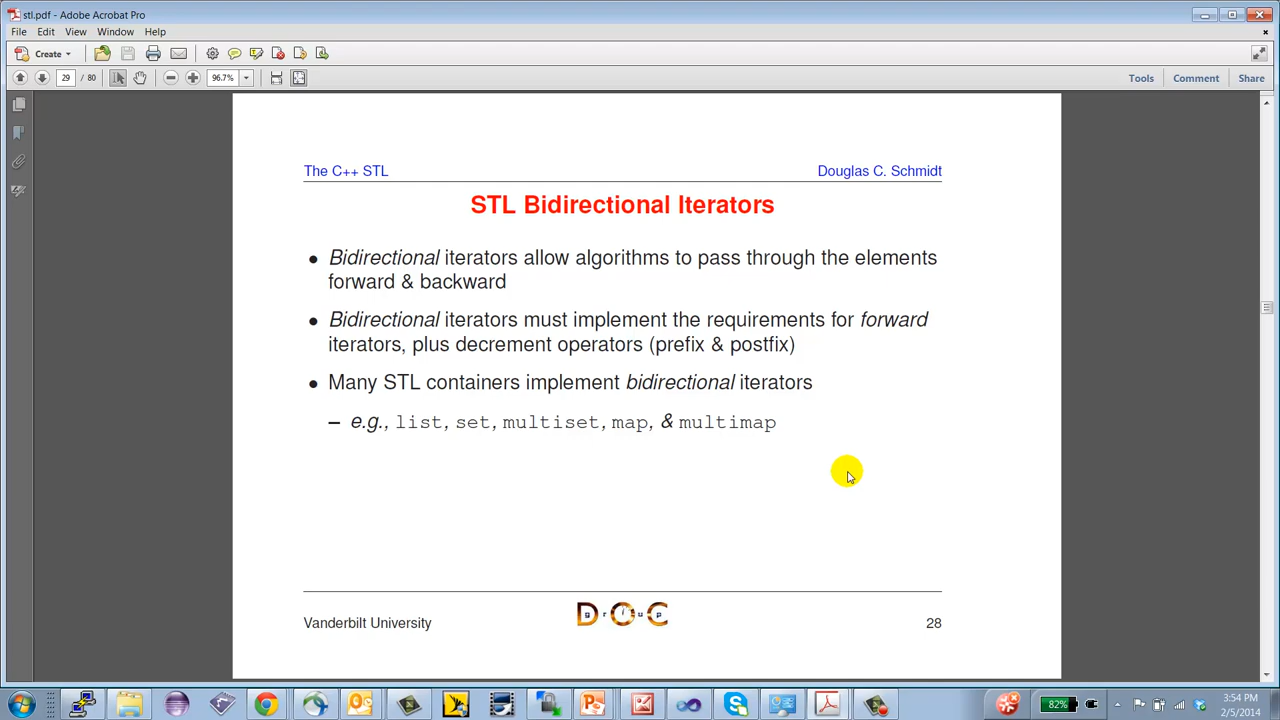 stl.pdf - Adobe Acrobat Pro
File Edit View Window Help
Create
29 / 80 96.7% Tools Comment Share
The C++ STL Douglas C. Schmidt
STL Bidirectional Iterators
• Bidirectional iterators allow algorithms to pass through the elements
forward & backward
• Bidirectional iterators must implement the requirements for forward
iterators, plus decrement operators (prefix & postfix)
• Many STL containers implement bidirectional iterators
– e.g., list, set, multiset, map, & multimap
Vanderbilt University DOC 28
82% 3:54 PM
2/5/2014